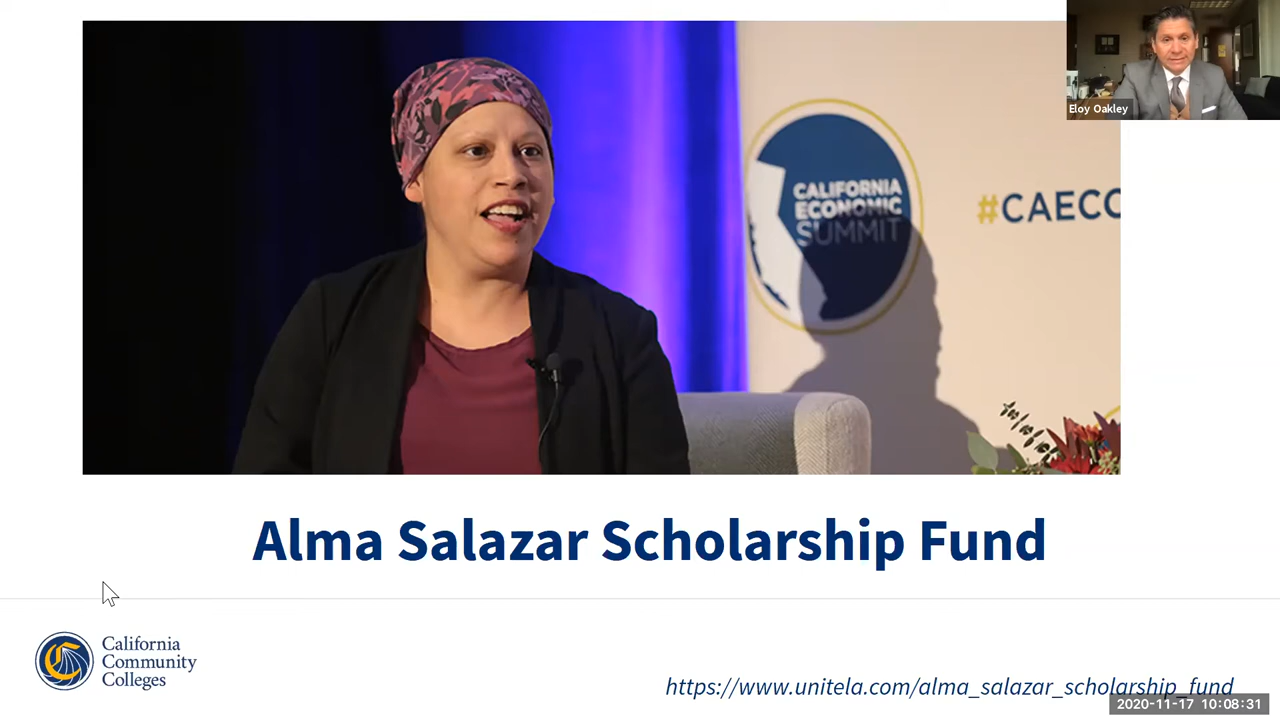 Eloy Oakley
CALIFORNIA
ECONOMIC
SUMMIT
#CAECO
Alma Salazar Scholarship Fund
California
Community
Colleges
https://www.unitela.com/alma_salazar_scholarship_fund
2020-11-17 10:08:31